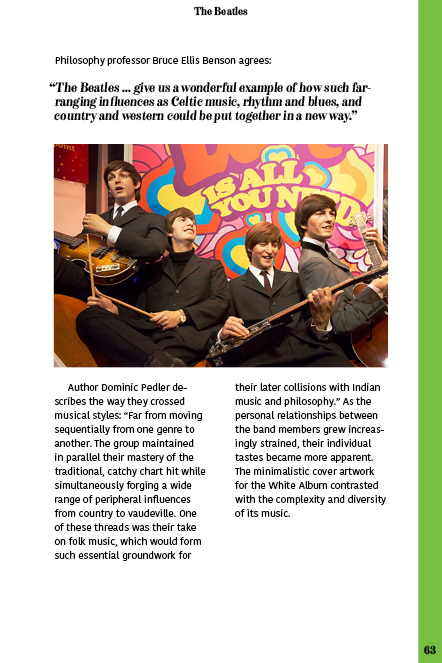 The Beatles
Philosophy professor Bruce Ellis Benson agrees:
“The Beatles ... give us a wonderful example of how such far-
ranging influences as Celtic music, rhythm and blues, and
country and western could be put together in a new way.”
IS ALL
YOU NEED
Author Dominic Pedler de-
scribes the way they crossed
musical styles: “Far from moving
sequentially from one genre to
another. The group maintained
in parallel their mastery of the
traditional, catchy chart hit while
simultaneously forging a wide
range of peripheral influences
from country to vaudeville. One
of these threads was their take
on folk music, which would form
such essential groundwork for
their later collisions with Indian
music and philosophy.” As the
personal relationships between
the band members grew increas-
ingly strained, their individual
tastes became more apparent.
The minimalistic cover artwork
for the White Album contrasted
with the complexity and diversity
of its music.
63